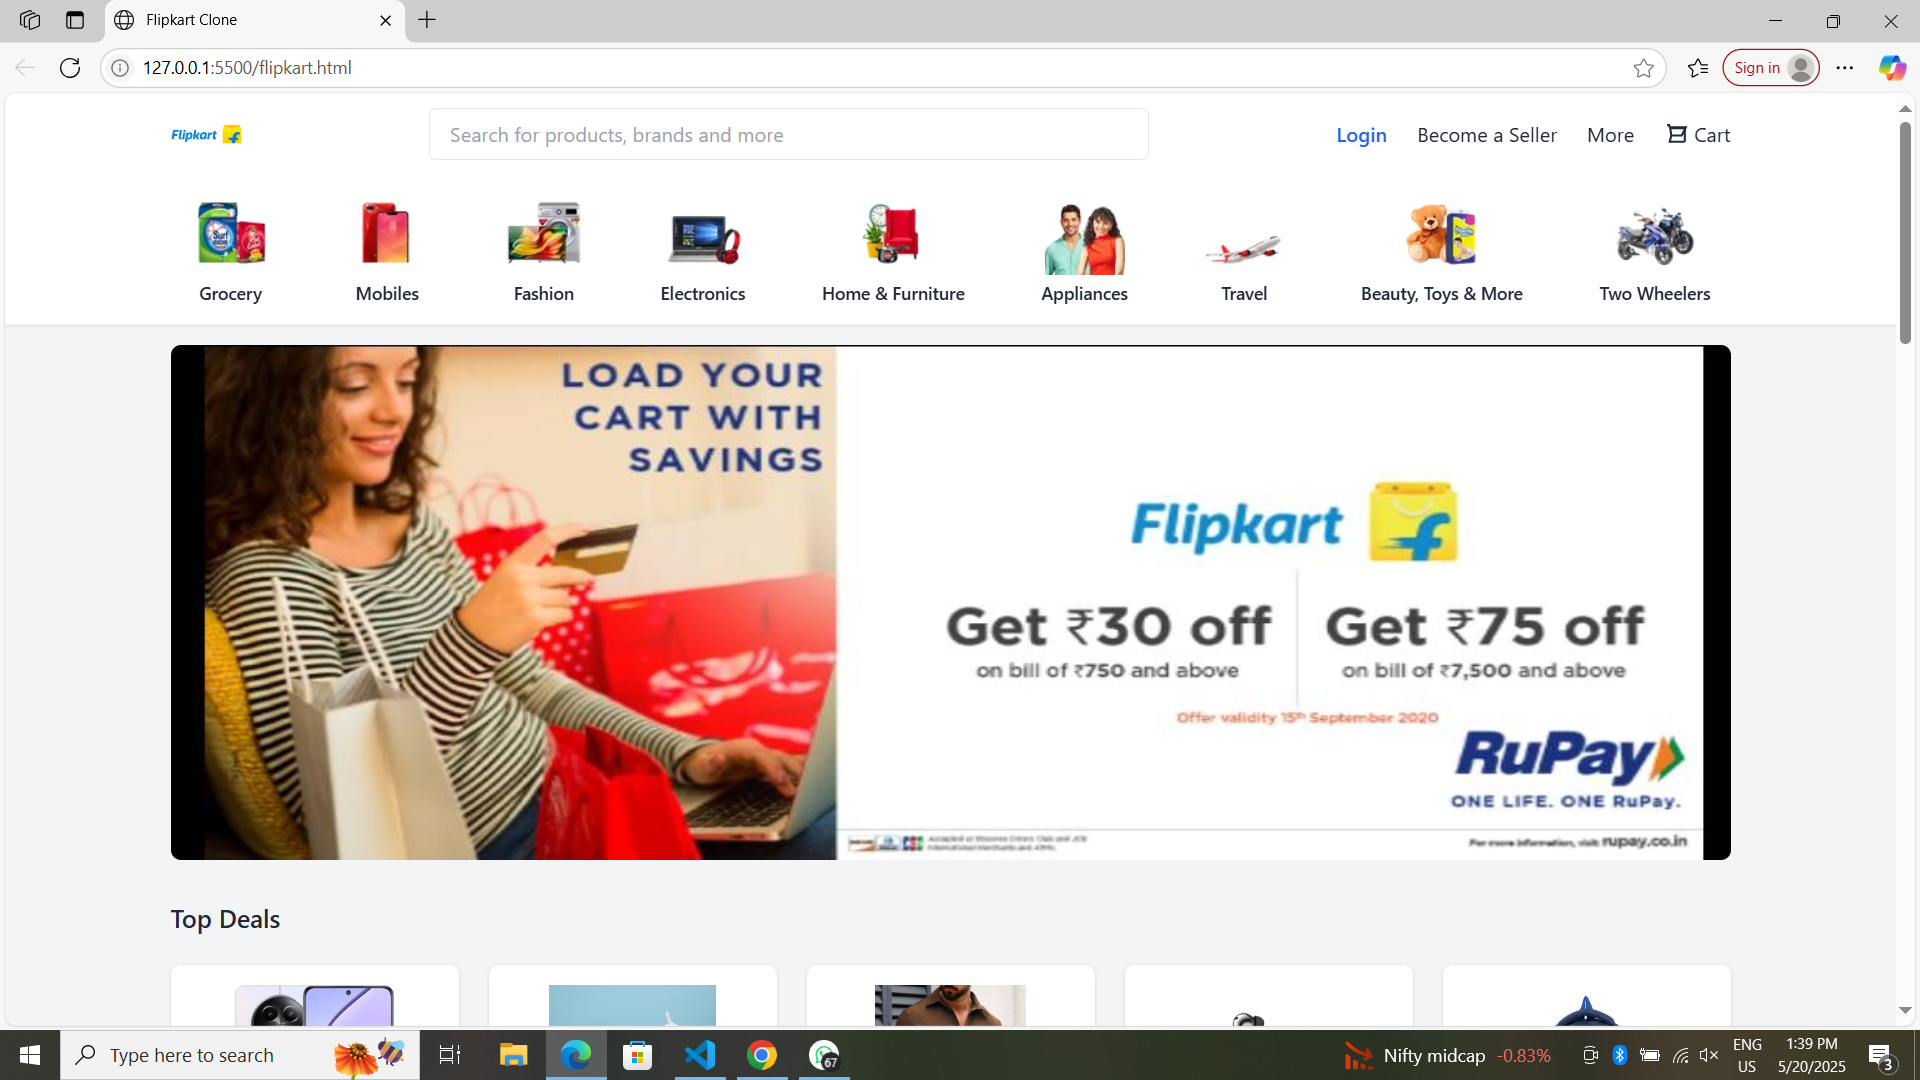 Flipkart Clone
127.0.0.1:5500/flipkart.html
Sign in
Flipkart
Search for products, brands and more
Login
Become a Seller
More
Cart
Surf excel
Grocery
Mobiles
Fashion
Electronics
Home & Furniture
Appliances
Travel
Beauty, Toys & More
Two Wheelers
LOAD YOUR
CART WITH
SAVINGS
Flipkart
Get ₹30 off
on bill of ₹750 and above
Get ₹75 off
on bill of ₹7,500 and above
Offer validity 15th September 2020
RuPay
ONE LIFE. ONE RuPay.
For more information, visit rupay.co.in
Top Deals
Type here to search
67
Nifty midcap -0.83%
ENG
US
1:39 PM
5/20/2025
3